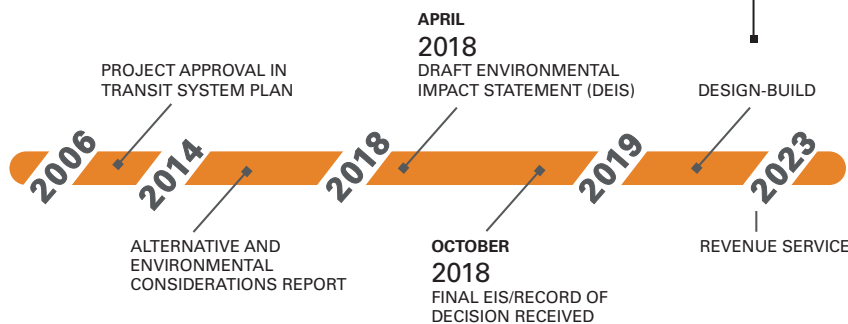 APRIL
2018
DRAFT ENVIRONMENTAL
IMPACT STATEMENT (DEIS)
PROJECT APPROVAL IN
TRANSIT SYSTEM PLAN
DESIGN-BUILD
2006
2014
2018
2019
2023
ALTERNATIVE AND
ENVIRONMENTAL
CONSIDERATIONS REPORT
OCTOBER
2018
FINAL EIS/RECORD OF
DECISION RECEIVED
REVENUE SERVICE